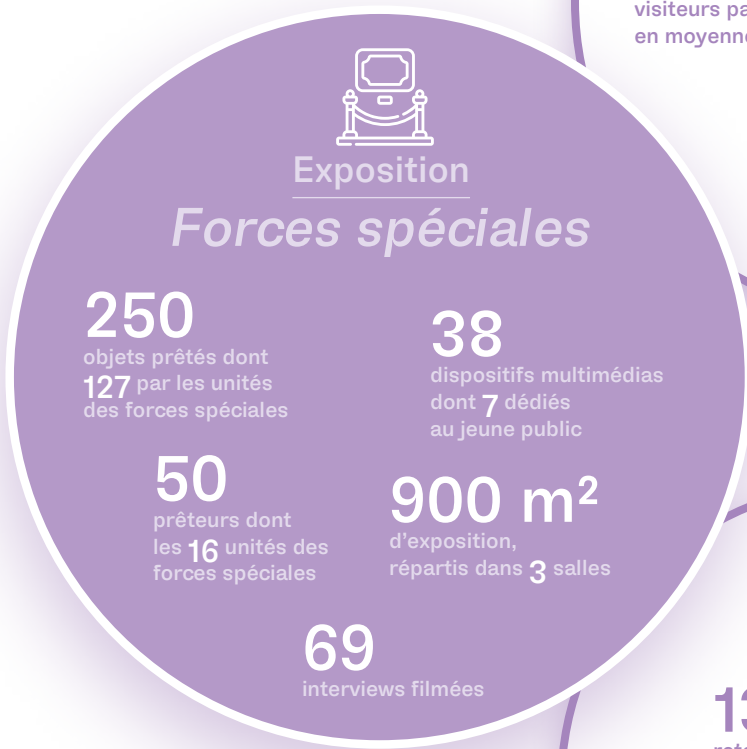 visiteurs
en
Exposition
Forces spéciales
250
objets prêtés dont
127 par les unités
des forces spéciales
38
dispositifs multimédias
dont 7 dédiés
au jeune public
50
prêteurs dont
les 16 unités des
forces spéciales
900 m²
d'exposition,
répartis dans 3 salles
69
interviews filmées